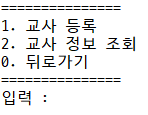 ===============
1. 교사 등록
2. 교사 정보 조회
0. 뒤로가기
===============
입력 :